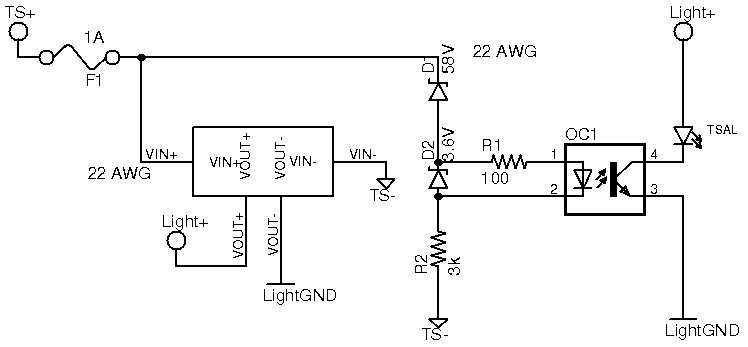 TS+
1A
F1
22 AWG
D1
58V
Light+
TSAL
D2
3.6V
R1
100
OC1
1
2
4
3
VIN+
VIN+
VOUT+
VOUT-
VIN-
VIN-
22 AWG
TS-
Light+
VOUT+
VOUT-
LightGND
R2
3k
TS-
LightGND